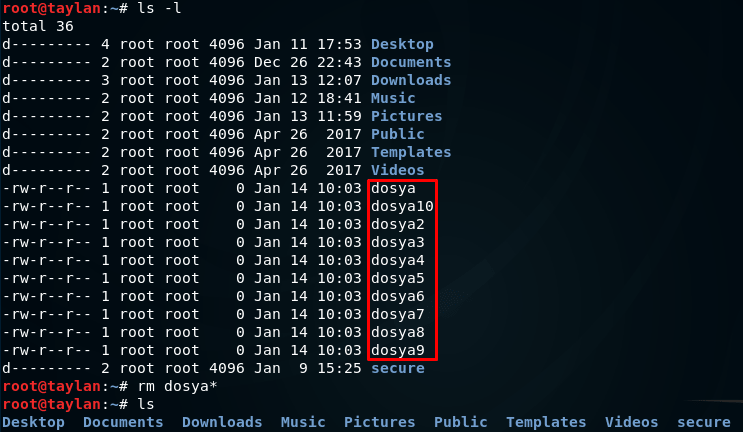 root@taylan:~# ls -l
total 36
d--------- 4 root root 4096 Jan 11 17:53 Desktop
d--------- 2 root root 4096 Dec 26 22:43 Documents
d--------- 3 root root 4096 Jan 13 12:07 Downloads
d--------- 2 root root 4096 Jan 12 18:41 Music
d--------- 2 root root 4096 Jan 13 11:59 Pictures
d--------- 2 root root 4096 Apr 26  2017 Public
d--------- 2 root root 4096 Apr 26  2017 Templates
d--------- 2 root root 4096 Apr 26  2017 Videos
-rw-r--r-- 1 root root    0 Jan 14 10:03 dosya
-rw-r--r-- 1 root root    0 Jan 14 10:03 dosya10
-rw-r--r-- 1 root root    0 Jan 14 10:03 dosya2
-rw-r--r-- 1 root root    0 Jan 14 10:03 dosya3
-rw-r--r-- 1 root root    0 Jan 14 10:03 dosya4
-rw-r--r-- 1 root root    0 Jan 14 10:03 dosya5
-rw-r--r-- 1 root root    0 Jan 14 10:03 dosya6
-rw-r--r-- 1 root root    0 Jan 14 10:03 dosya7
-rw-r--r-- 1 root root    0 Jan 14 10:03 dosya8
-rw-r--r-- 1 root root    0 Jan 14 10:03 dosya9
d--------- 2 root root 4096 Jan  9 15:25 secure
root@taylan:~# rm dosya*
root@taylan:~# ls
Desktop  Documents  Downloads  Music  Pictures  Public  Templates  Videos  secure